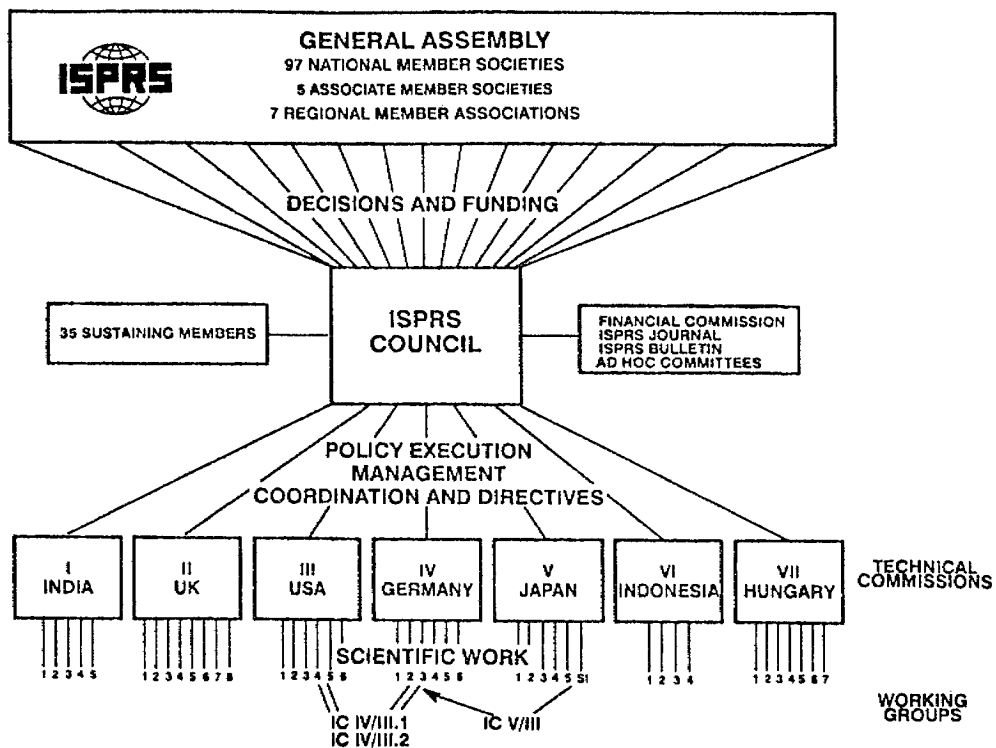 ISPRS
GENERAL ASSEMBLY
97 NATIONAL MEMBER SOCIETIES
5 ASSOCIATE MEMBER SOCIETIES
7 REGIONAL MEMBER ASSOCIATIONS
DECISIONS AND FUNDING
35 SUSTAINING MEMBERS
ISPRS
COUNCIL
FINANCIAL COMMISSION
ISPRS JOURNAL
ISPRS BULLETIN
AD HOC COMMITTEES
POLICY EXECUTION
MANAGEMENT
COORDINATION AND DIRECTIVES
I
INDIA
II
UK
III
USA
IV
GERMANY
V
JAPAN
VI
INDONESIA
VII
HUNGARY
TECHNICAL
COMMISSIONS
SCIENTIFIC WORK
1 2 3 4 5
1 2 3 4 5 6 7 8
1 2 3 4 5 6
1 2 3 4 5 6
1 2 3 4 5 SI
1 2 3 4
1 2 3 4 5 6 7
IC IV/III.1
IC IV/III.2
IC V/III
WORKING
GROUPS